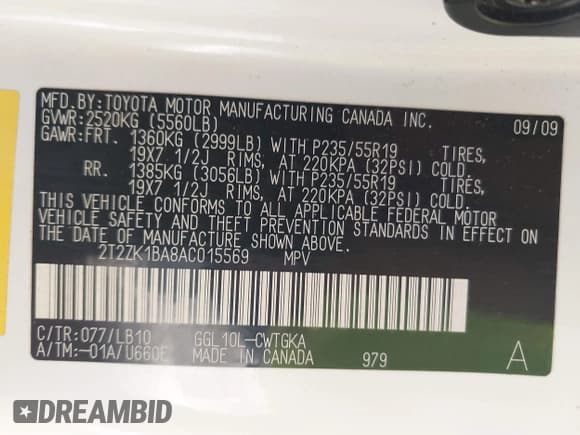 MFD.BY:TOYOTA MOTOR MANUFACTURING CANADA INC.
GVWR:2520KG (5560LB) 09/09
GAWR:FRT. 1360KG (2999LB) WITH P235/55R19 TIRES,
19X7 1/2J RIMS, AT 220KPA (32PSI) COLD.
RR. 1385KG (3056LB) WITH P235/55R19 TIRES,
19X7 1/2J RIMS, AT 220KPA (32PSI) COLD.
THIS VEHICLE CONFORMS TO ALL APPLICABLE FEDERAL MOTOR
VEHICLE SAFETY AND THEFT PREVENTION STANDARDS IN EFFECT ON
THE DATE OF MANUFACTURE SHOWN ABOVE.
2T2ZK1BA8AC015569 MPV
C/TR:077/LB10 GGL10L-CWTGKA
A/TM:-01A/U660E MADE IN CANADA 979 A
DREAMBID